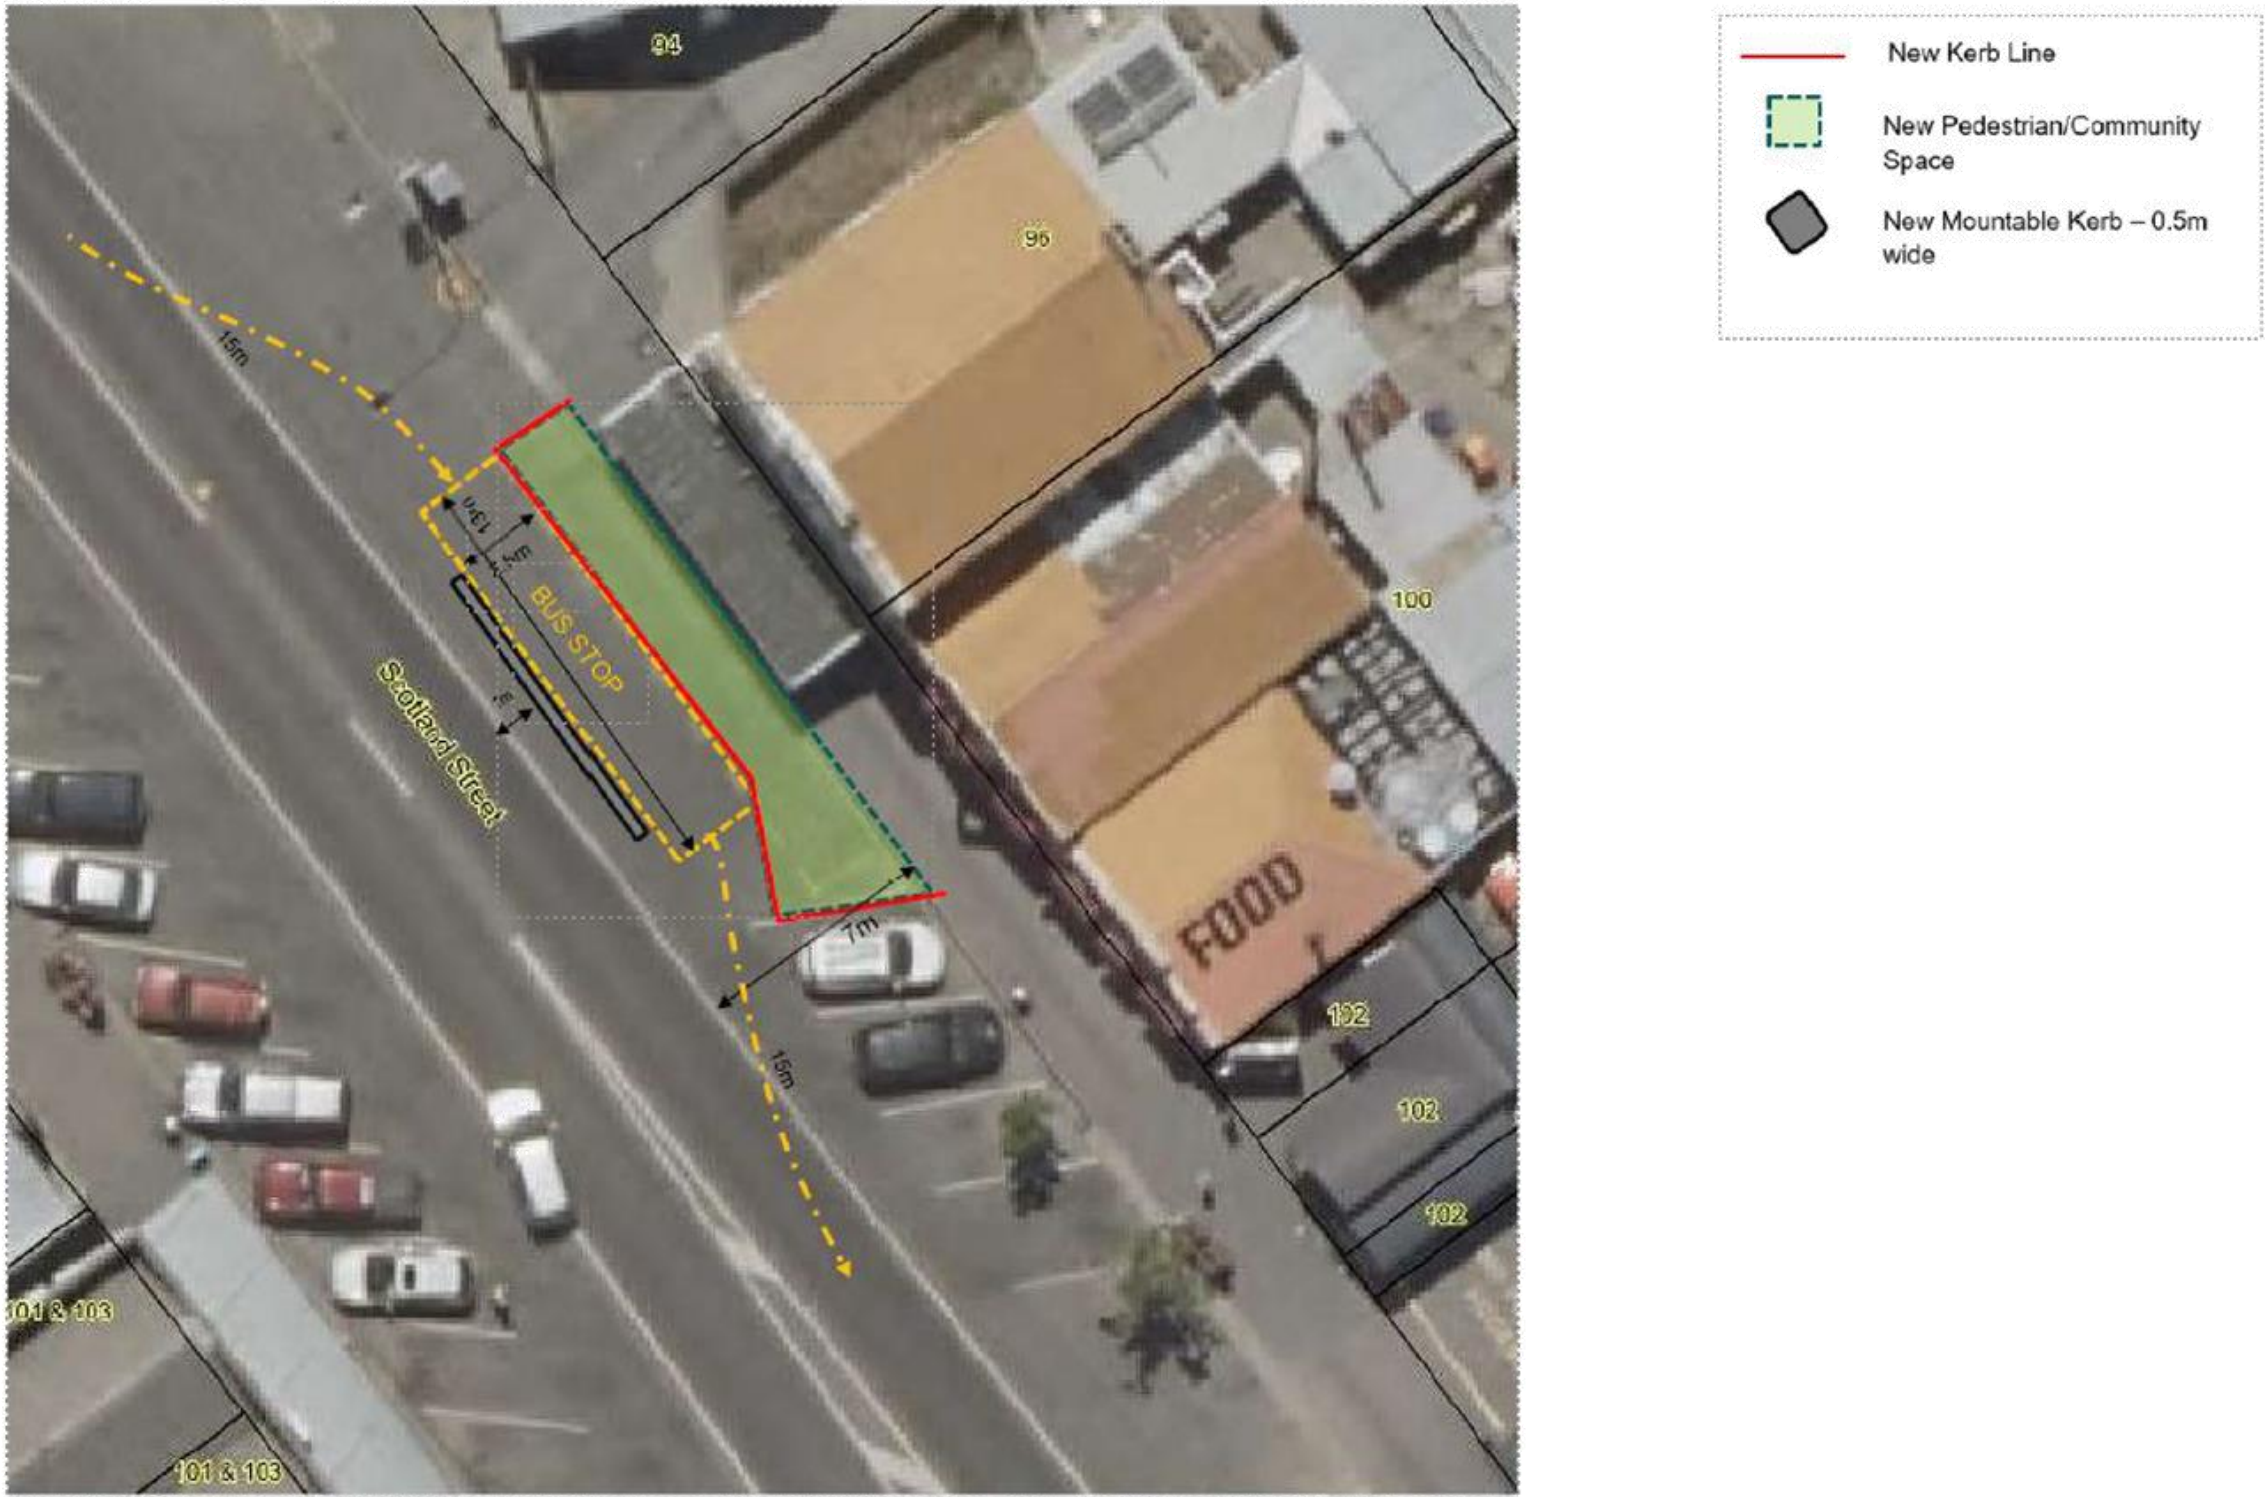 94
New Kerb Line
New Pedestrian/Community
Space
New Mountable Kerb – 0.5m
wide
96
15m
13m
BUS STOP
100
Scotland Street
FOOD
7m
102
15m
102
102
101 & 103
101 & 103